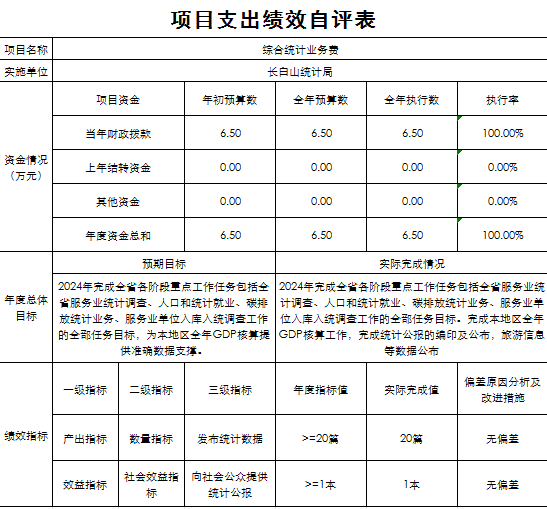 项目支出绩效自评表
项目名称 综合统计业务费
实施单位 长白山统计局
资金情况
（万元）
项目资金 年初预算数 全年预算数 全年执行数 执行率
当年财政拨款 6.50 6.50 6.50 100.00%
上年结转资金 0.00 0.00 0.00 0.00%
其他资金 0.00 0.00 0.00 0.00%
年度资金总和 6.50 6.50 6.50 100.00%
年度总体
目标
预期目标 实际完成情况
2024年完成全省各阶段重点工作任务包括全
省服务业统计调查、人口和统计就业、碳排
放统计业务、服务业单位入库入统调查工作
的全部任务目标，为本地区全年GDP核算提
供准确数据支撑。
2024年完成全省各阶段重点工作任务包括全省服务业统
计调查、人口和统计就业、碳排放统计业务、服务业单
位入库入统调查工作的全部任务目标。完成本地区全年
GDP核算工作，完成统计公报的编印及公布，旅游信息
等数据公布
绩效指标
一级指标 二级指标 三级指标 年度指标值 实际完成值 偏差原因分析及
改进措施
产出指标 数量指标 发布统计数据 >=20篇 20篇 无偏差
效益指标 社会效益指
标 向社会公众提供
统计公报 >=1本 1本 无偏差